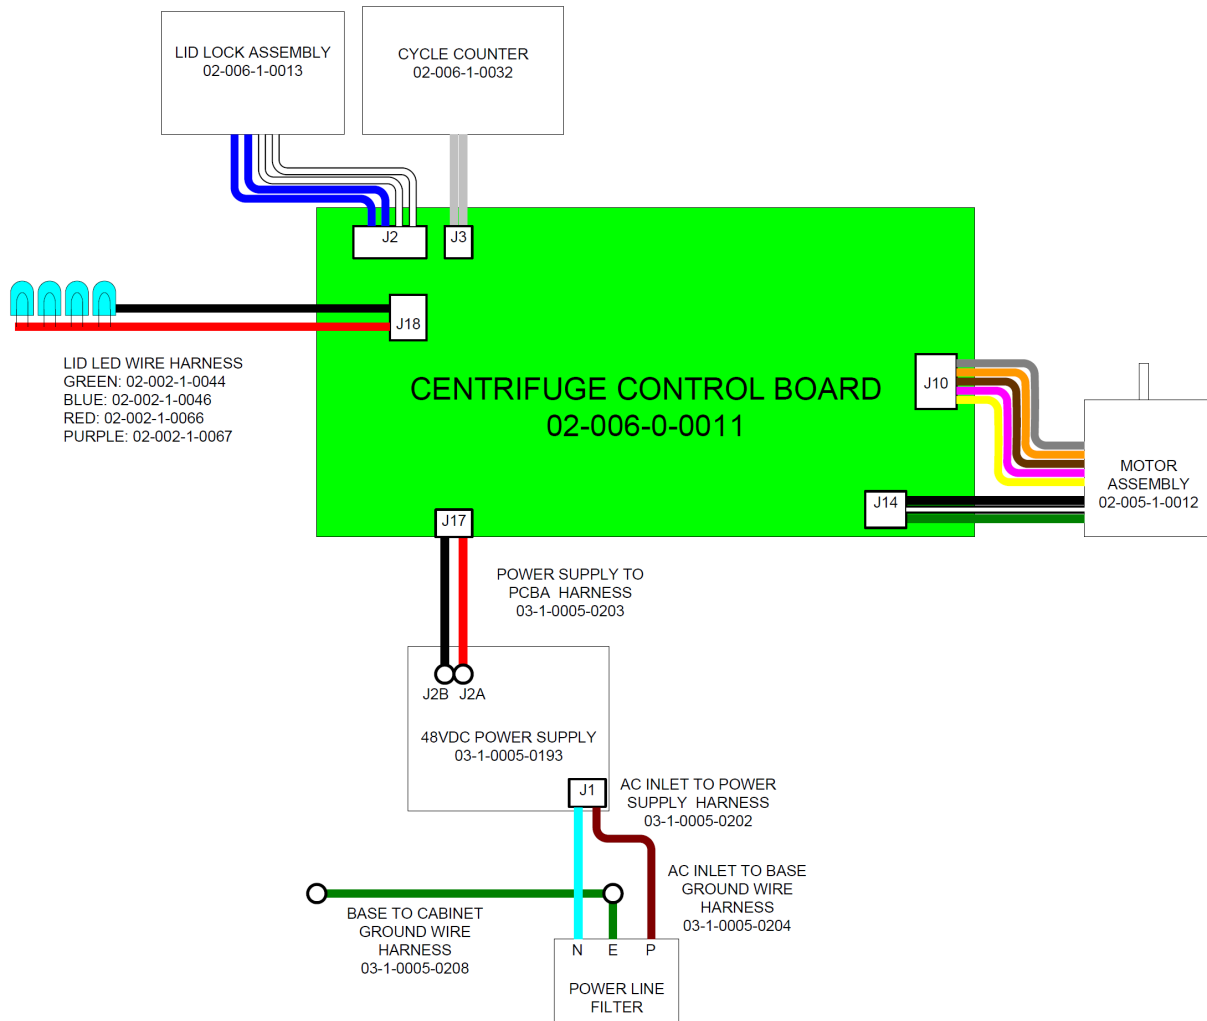 LID LOCK ASSEMBLY
02-006-1-0013
CYCLE COUNTER
02-006-1-0032
J2
J3
J18
LID LED WIRE HARNESS
GREEN: 02-002-1-0044
BLUE: 02-002-1-0046
RED: 02-002-1-0066
PURPLE: 02-002-1-0067
CENTRIFUGE CONTROL BOARD
02-006-0-0011
J10
J14
MOTOR
ASSEMBLY
02-005-1-0012
J17
POWER SUPPLY TO
PCBA HARNESS
03-1-0005-0203
J2B
J2A
48VDC POWER SUPPLY
03-1-0005-0193
J1
AC INLET TO POWER
SUPPLY HARNESS
03-1-0005-0202
AC INLET TO BASE
GROUND WIRE
HARNESS
03-1-0005-0204
BASE TO CABINET
GROUND WIRE
HARNESS
03-1-0005-0208
N E P
POWER LINE
FILTER